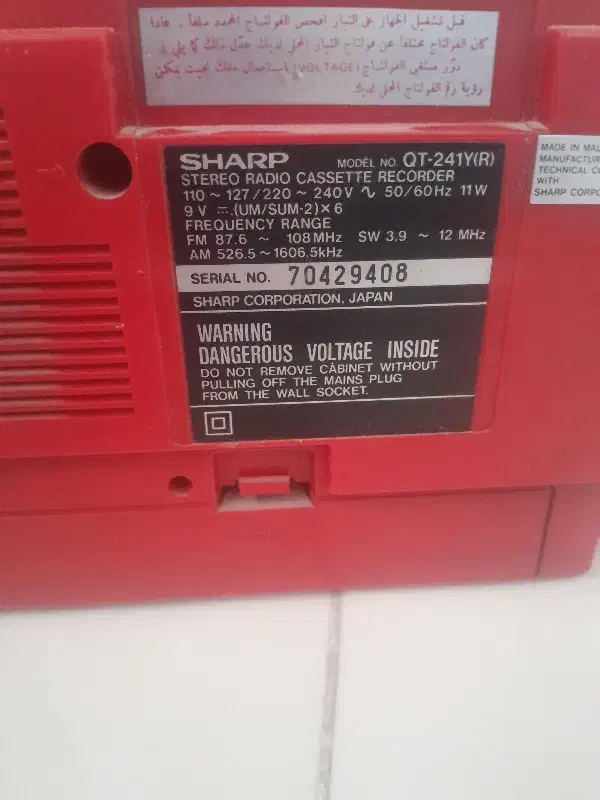 قبل تشغيل الجهاز على التيار افحص الفولتاج المحدد سلفاً . فاذا
كان الفولتاج مختلفاً عن فولتاج التيار المحلي لديك عدّل ذلك كما يلي
دوّر منتقى الفولتاج (VOLTAGE) باستعمال مفك بحيث يمكن
رؤية رقم الفولتاج المحلي لديك
SHARP MODEL NO. QT-241Y(R)
STEREO RADIO CASSETTE RECORDER
110 ~ 127/220 ~ 240V ∿ 50/60Hz 11W
9 V ⎓ (UM/SUM-2)×6
FREQUENCY RANGE
FM 87.6 ~ 108MHz SW 3.9 ~ 12 MHz
AM 526.5 ~ 1606.5kHz
SERIAL NO. 70429408
SHARP CORPORATION, JAPAN
WARNING
DANGEROUS VOLTAGE INSIDE
DO NOT REMOVE CABINET WITHOUT
PULLING OFF THE MAINS PLUG
FROM THE WALL SOCKET.
MADE IN MAL
MANUFACTUR
TECHNICAL C
WITH
SHARP CORPO